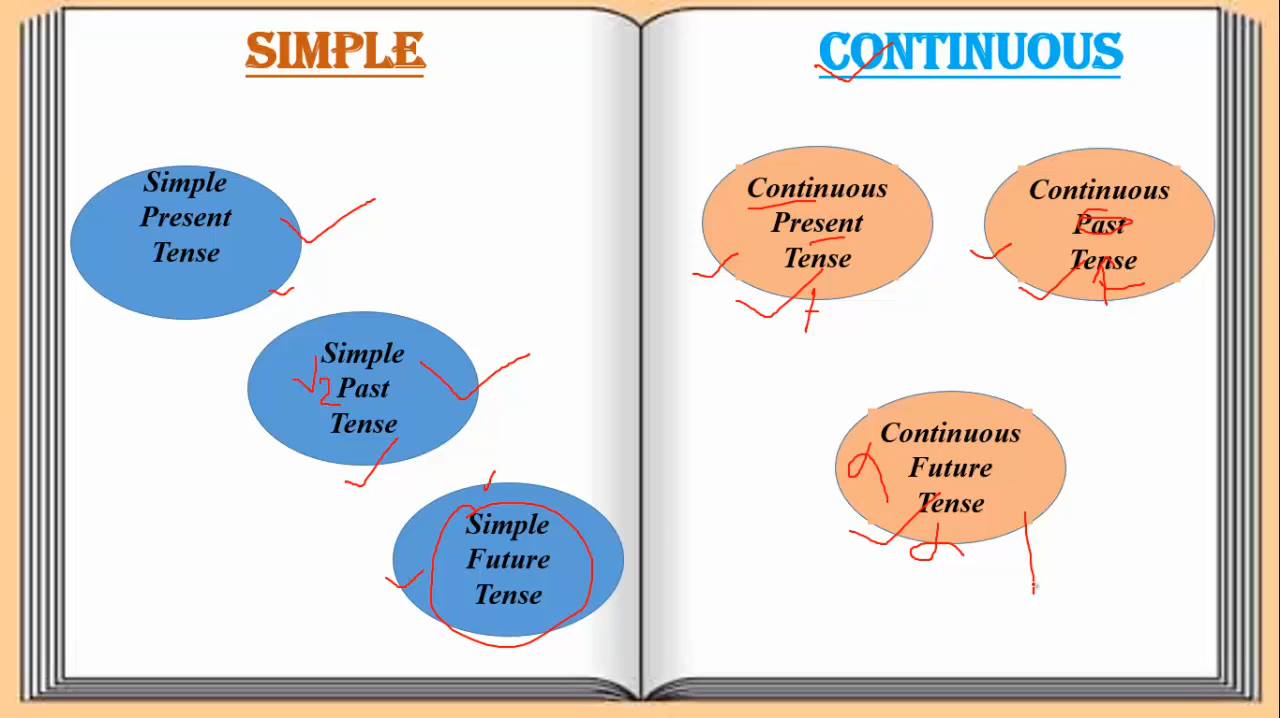 SIMPLE
Simple
Present
Tense
Simple
2 Past
Tense
Simple
Future
Tense
CONTINUOUS
Continuous
Present
Tense
Continuous
Past
Tense
Continuous
Future
Tense